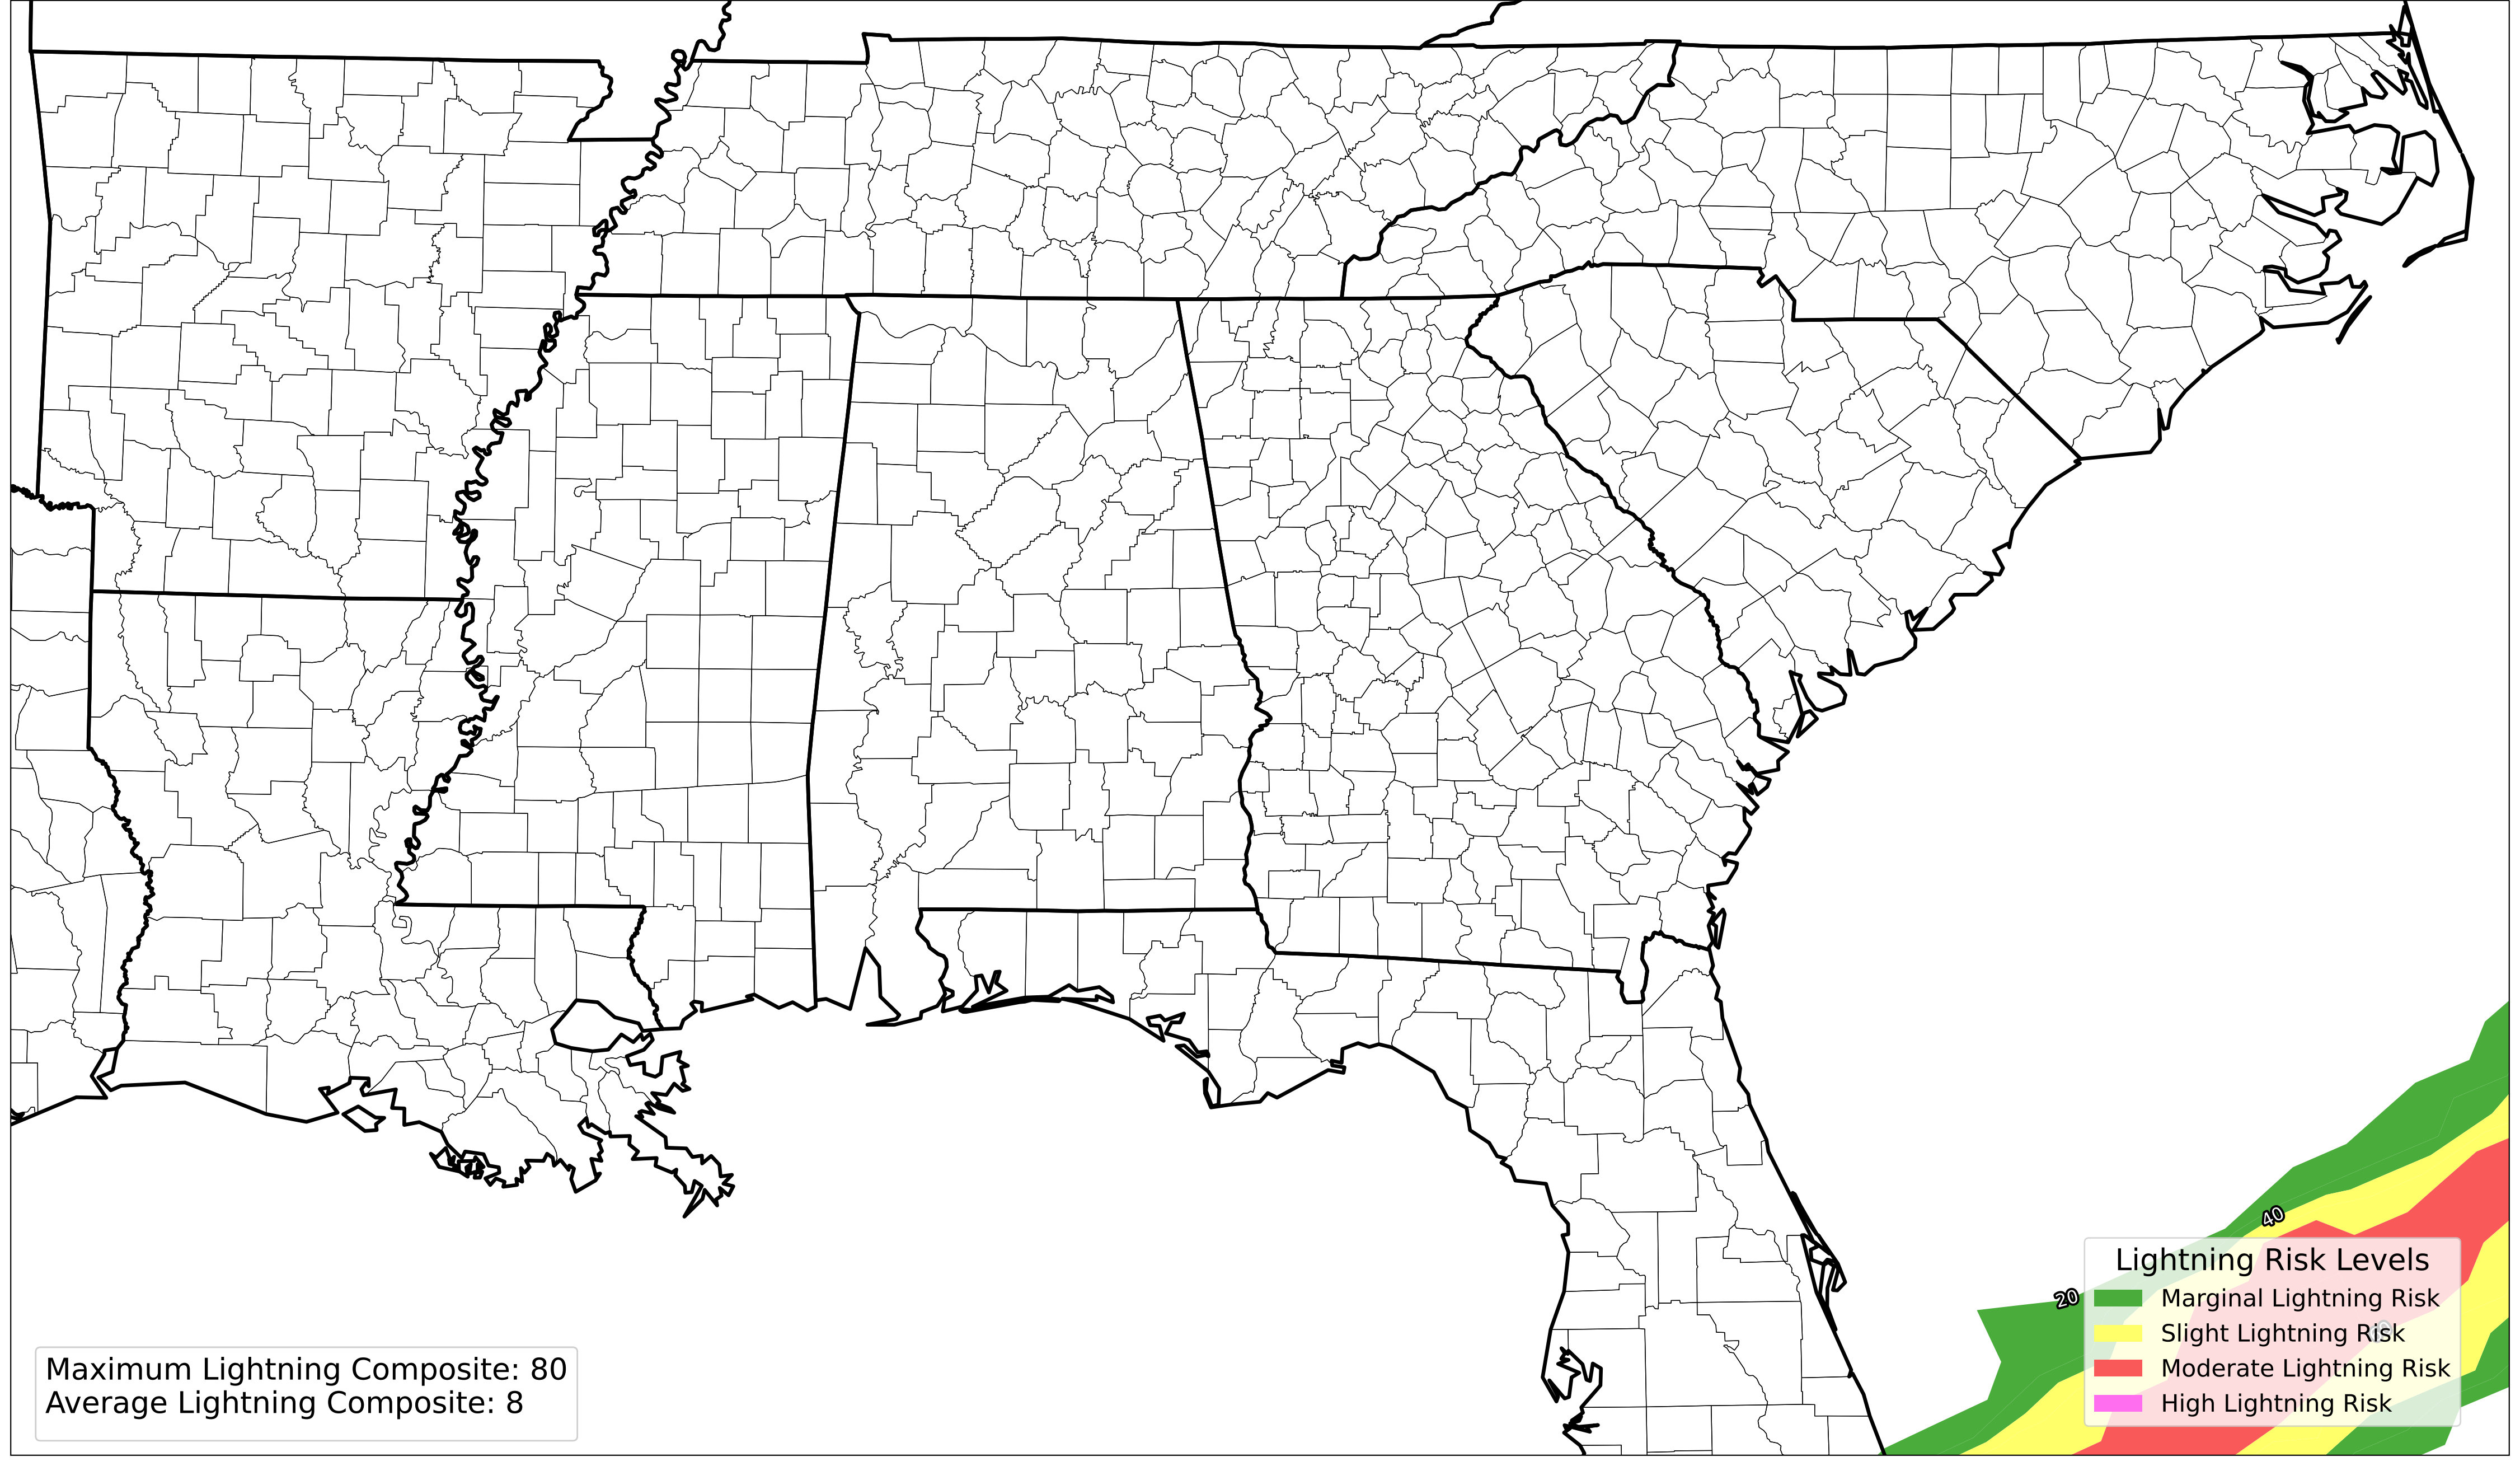 40
20
Lightning Risk Levels
Marginal Lightning Risk
Slight Lightning Risk
Moderate Lightning Risk
High Lightning Risk
Maximum Lightning Composite: 80
Average Lightning Composite: 8